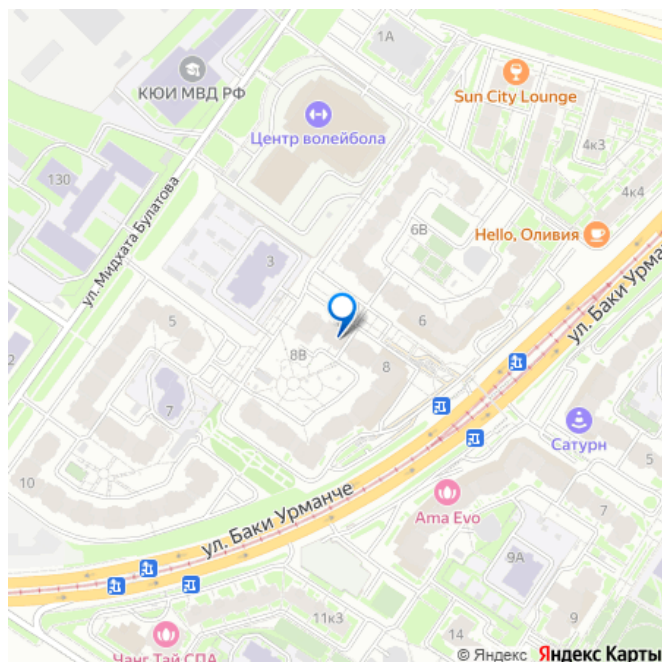 1А
КЮИ МВД РФ
Sun City Lounge
Центр волейбола
4к3
130
4к4
ул. Мидхата Булатова
6В
Hello, Оливия
3
ул. Баки Урма
5
6
8В
8
7
Сатурн
5
10
Ama Evo
7
ул. Баки Урманче
9А
11к3
14
9
Чанг Тай СПА
© Яндекс Яндекс Карты